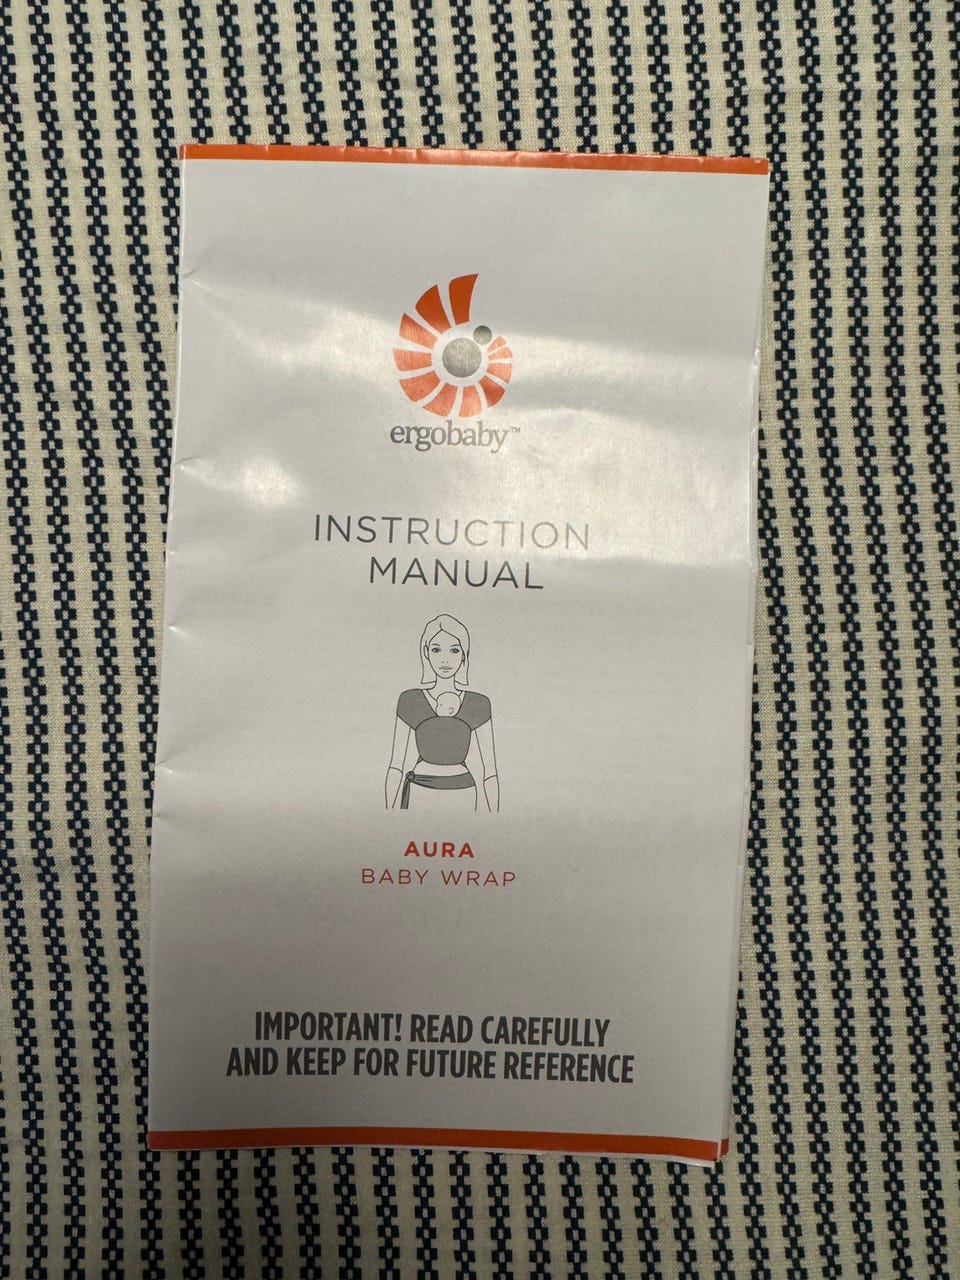 ergobaby™
INSTRUCTION
MANUAL
AURA
BABY WRAP
IMPORTANT! READ CAREFULLY
AND KEEP FOR FUTURE REFERENCE